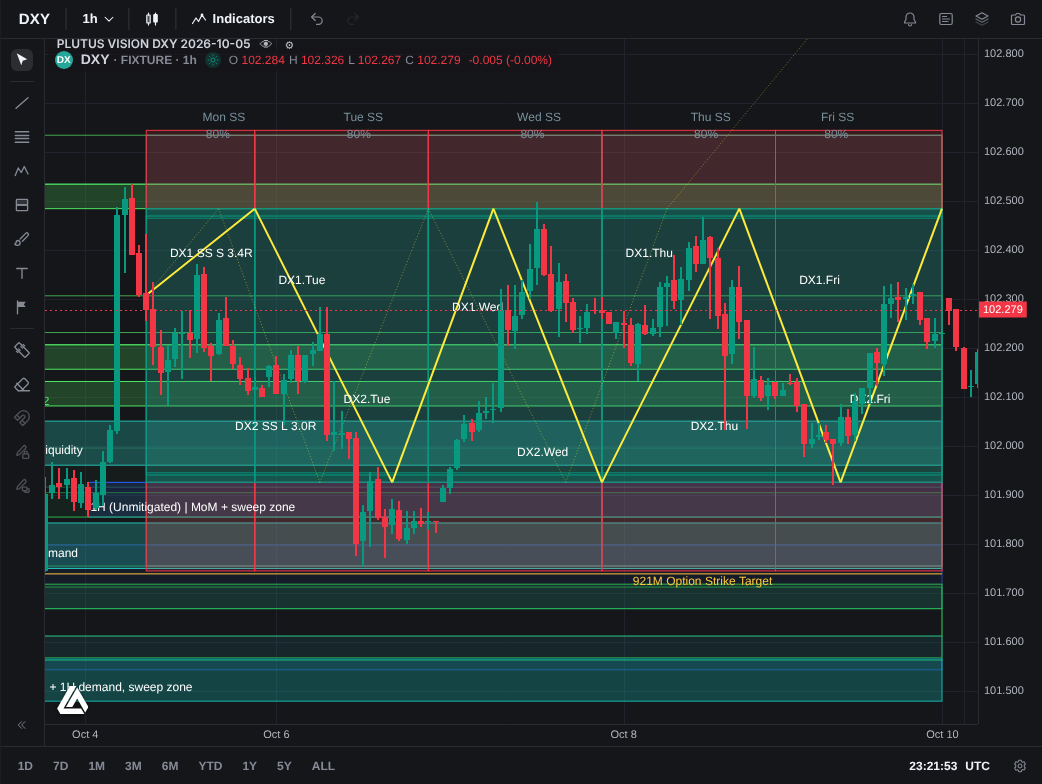 DXY 1h Indicators
PLUTUS VISION DXY 2026-10-05
DX DXY · FIXTURE · 1h O 102.284 H 102.326 L 102.267 C 102.279 -0.005 (-0.00%)
102.800
102.700
Mon SS Tue SS Wed SS Thu SS Fri SS
80% 80% 80% 80% 80%
102.600
102.500
102.400
DX1 SS S 3.4R DX1.Thu
DX1.Tue DX1.Fri
102.300
DX1.Wed
102.279
102.200
102.100
2 DX2.Tue DX2.Fri
DX2 SS L 3.0R DX2.Thu
102.000
iquidity DX2.Wed
101.900
1H (Unmitigated) | MoM + sweep zone
101.800
mand
921M Option Strike Target
101.700
101.600
+ 1H demand, sweep zone
101.500
Oct 4 Oct 6 Oct 8 Oct 10
1D 7D 1M 3M 6M YTD 1Y 5Y ALL 23:21:53 UTC